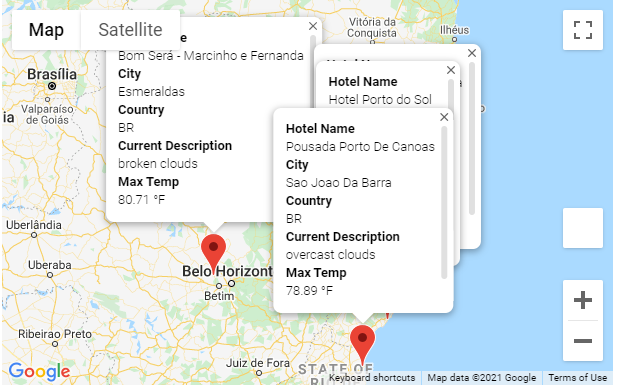 Map
Satellite
Vitória da
Conquista
Ilhéus
Brasília
Valparaíso
de Goiás
Bom Será - Marcinho e Fernanda
City
Esmeraldas
Country
BR
Current Description
broken clouds
Max Temp
80.71 °F
Hotel Name
Hotel Porto do Sol
Hotel Name
Pousada Porto De Canoas
City
Sao Joao Da Barra
Country
BR
Current Description
overcast clouds
Max Temp
78.89 °F
Uberlândia
Uberaba
Belo Horizont
Betim
Ribeirao Preto
Juiz de Fora
STATE OF
Google
Keyboard shortcuts
Map data ©2021 Google
Terms of Use